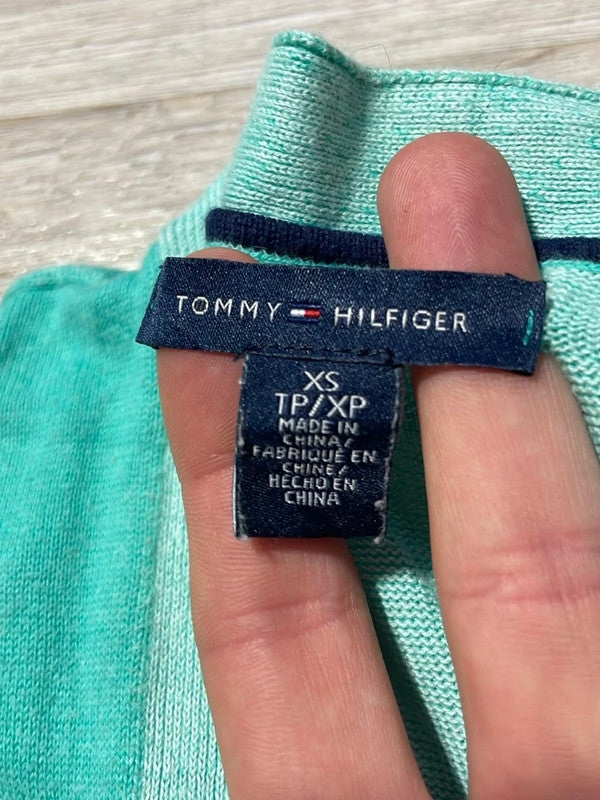 TOMMY HILFIGER
XS
TP/XP
MADE IN
CHINA/
FABRIQUÉ EN
CHINE/
HECHO EN
CHINA